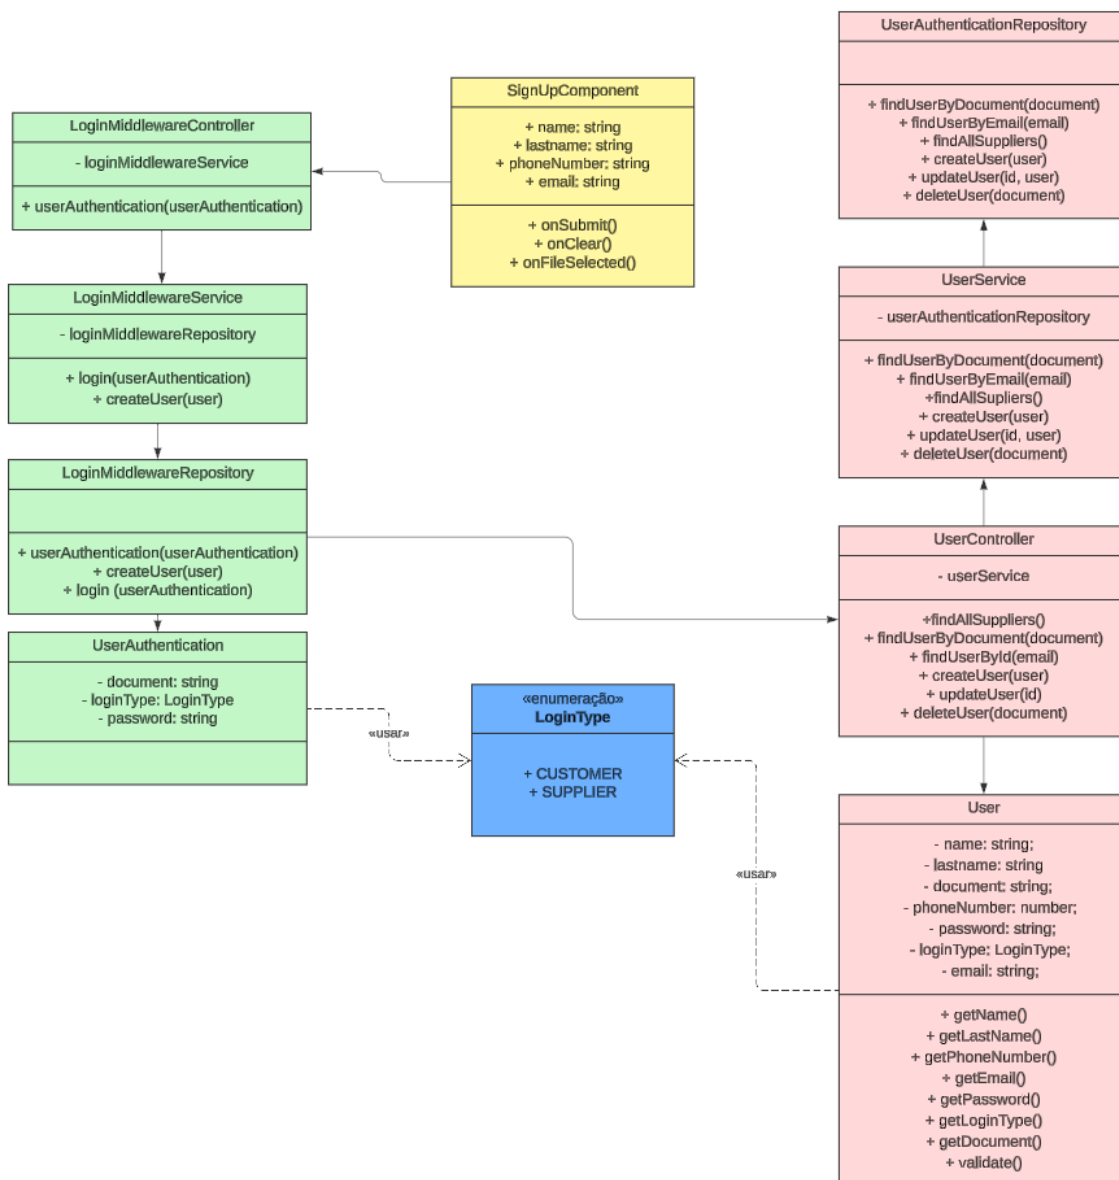 LoginMiddlewareController
- loginMiddlewareService
+ userAuthentication(userAuthentication)
LoginMiddlewareService
- loginMiddlewareRepository
+ login(userAuthentication)
+ createUser(user)
LoginMiddlewareRepository
+ userAuthentication(userAuthentication)
+ createUser(user)
+ login (userAuthentication)
UserAuthentication
- document: string
- loginType: LoginType
- password: string
SignUpComponent
+ name: string
+ lastname: string
+ phoneNumber: string
+ email: string
+ onSubmit()
+ onClear()
+ onFileSelected()
«usar»
«enumeração»
LoginType
+ CUSTOMER
+ SUPPLIER
«usar»
UserAuthenticationRepository
+ findUserByDocument(document)
+ findUserByEmail(email)
+ findAllSuppliers()
+ createUser(user)
+ updateUser(id, user)
+ deleteUser(document)
UserService
- userAuthenticationRepository
+ findUserByDocument(document)
+ findUserByEmail(email)
+findAllSupliers()
+ createUser(user)
+ updateUser(id, user)
+ deleteUser(document)
UserController
- userService
+findAllSuppliers()
+ findUserByDocument(document)
+ findUserById(email)
+ createUser(user)
+ updateUser(id)
+ deleteUser(document)
User
- name: string;
- lastname: string
- document: string;
- phoneNumber: number;
- password: string;
- loginType: LoginType;
- email: string;
+ getName()
+ getLastName()
+ getPhoneNumber()
+ getEmail()
+ getPassword()
+ getLoginType()
+ getDocument()
+ validate()